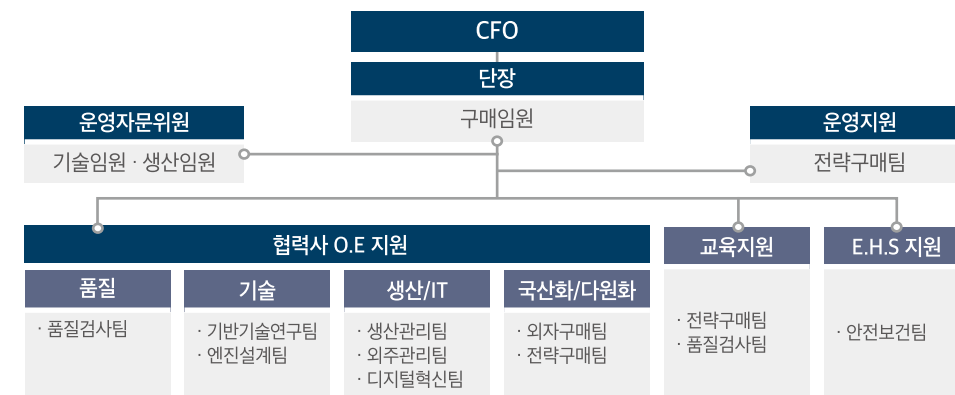 CFO
단장
구매임원
운영자문위원
기술임원 · 생산임원
운영지원
전략구매팀
협력사 O.E 지원
품질
· 품질검사팀
기술
· 기반기술연구팀
· 엔진설계팀
생산/IT
· 생산관리팀
· 외주관리팀
· 디지털혁신팀
국산화/다원화
· 외자구매팀
· 전략구매팀
교육지원
· 전략구매팀
· 품질검사팀
E.H.S 지원
· 안전보건팀